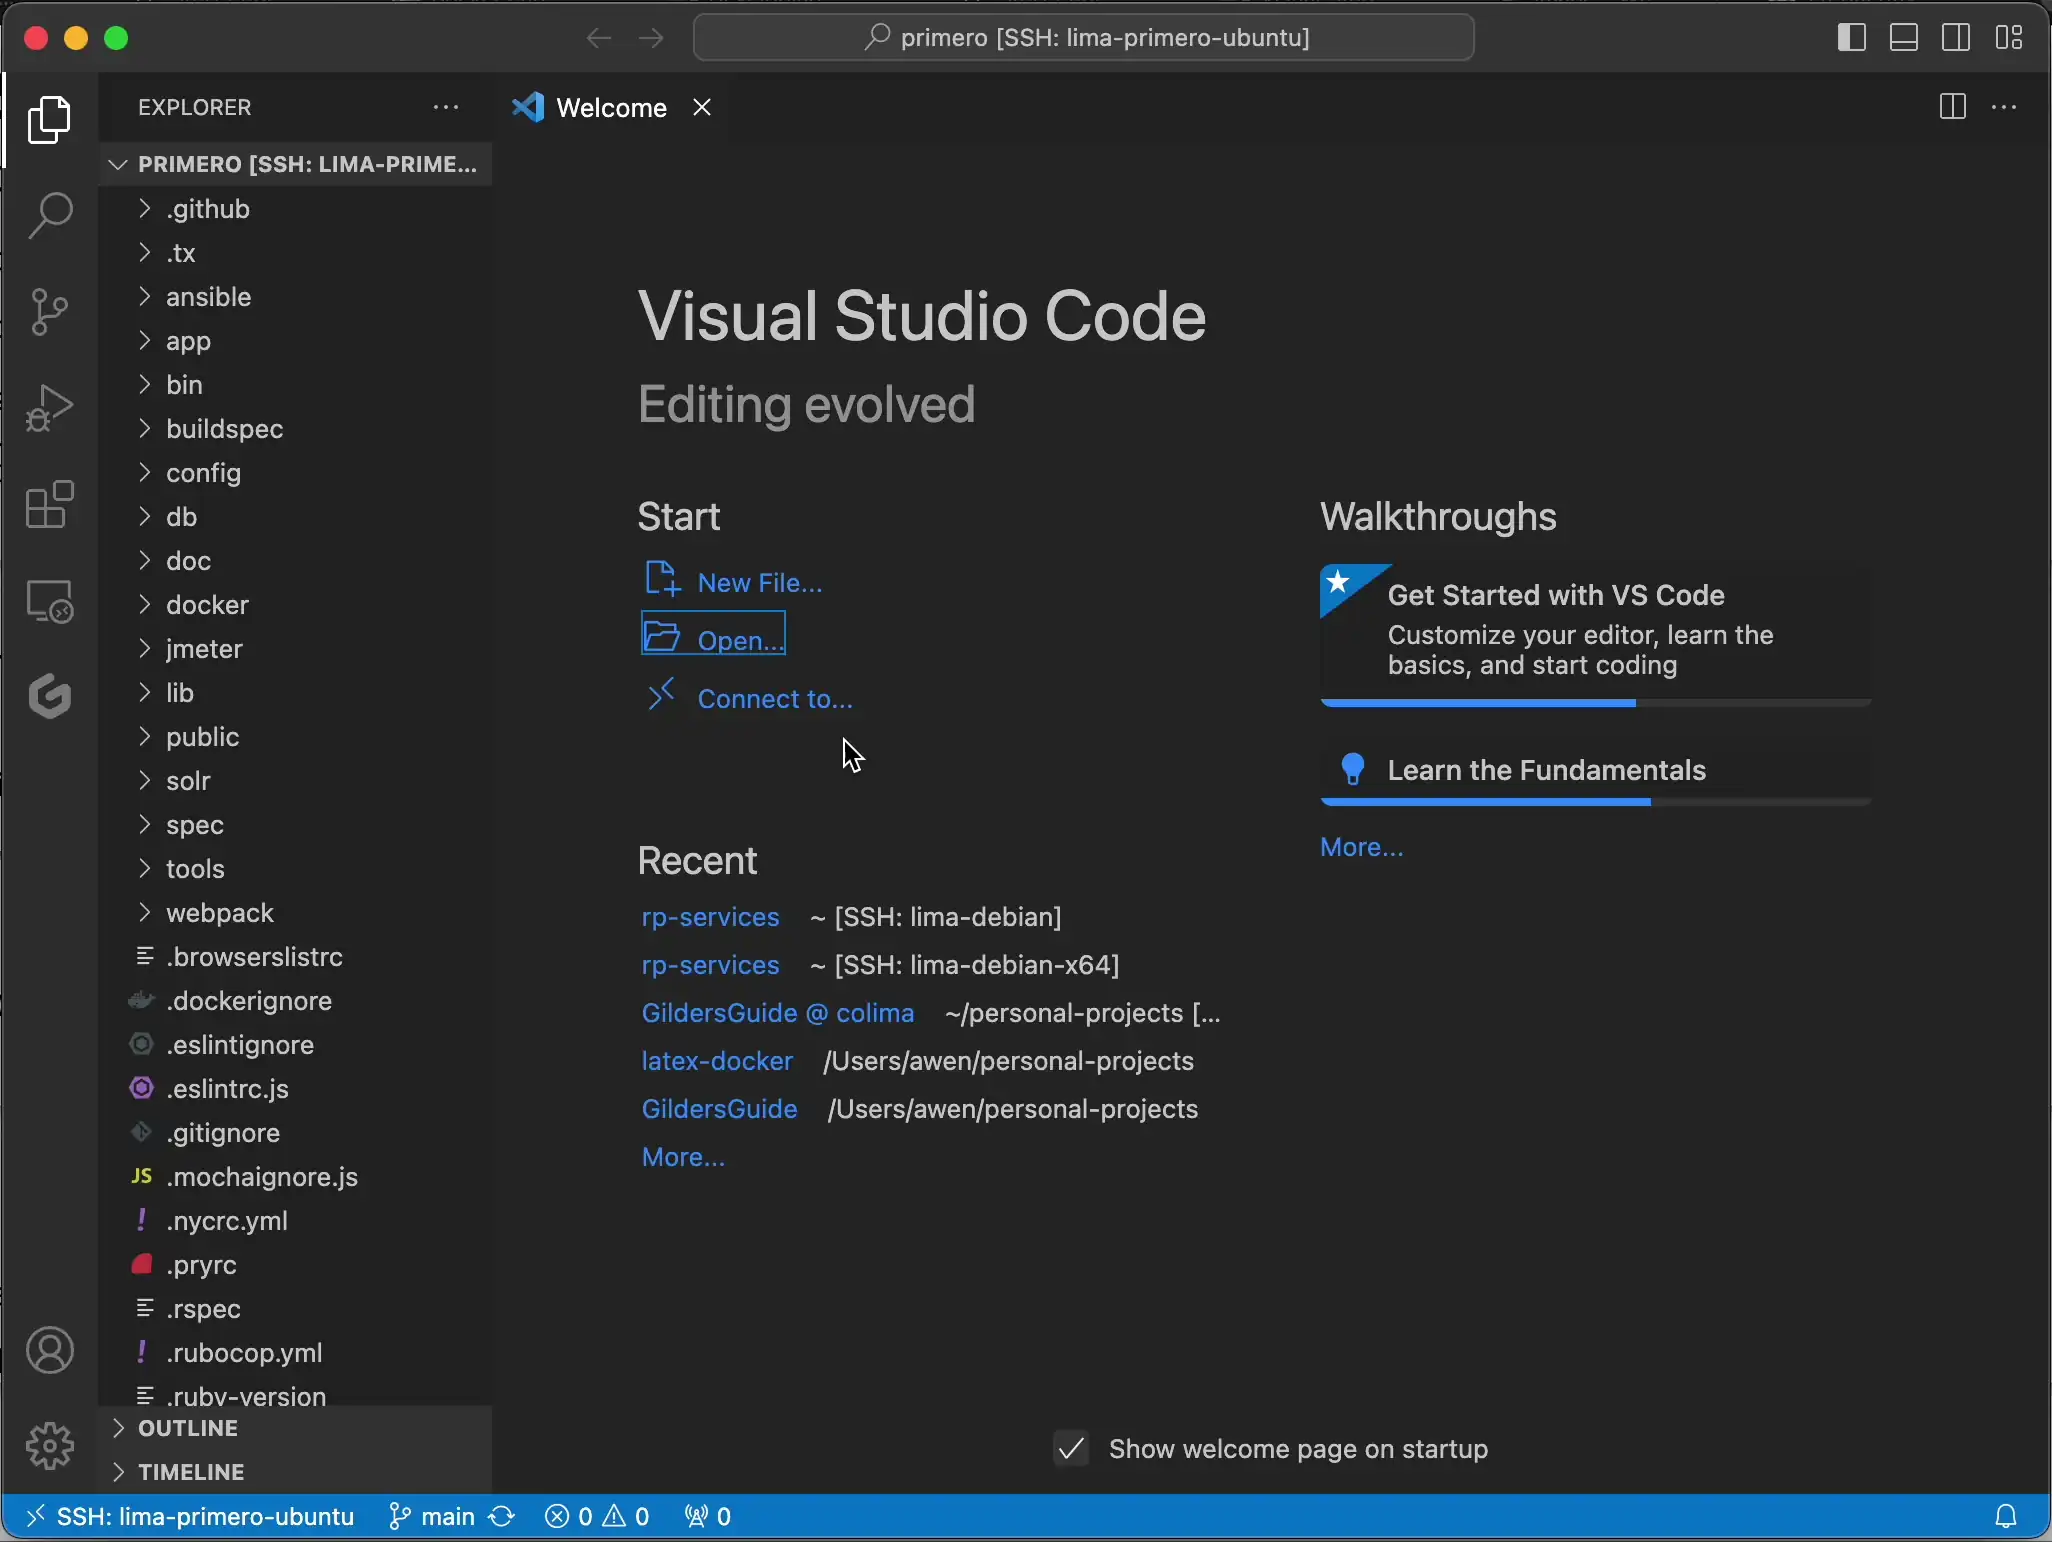 primero [SSH: lima-primero-ubuntu]
EXPLORER
Welcome
PRIMERO [SSH: LIMA-PRIME...
.github
.tx
ansible
app
bin
buildspec
config
db
doc
docker
jmeter
lib
public
solr
spec
tools
webpack
.browserslistrc
.dockerignore
.eslintignore
.eslintrc.js
.gitignore
JS .mochaignore.js
! .nycrc.yml
.pryrc
.rspec
! .rubocop.yml
.ruby-version
OUTLINE
TIMELINE
Visual Studio Code
Editing evolved
Start
New File...
Open...
Connect to...
Recent
rp-services ~ [SSH: lima-debian]
rp-services ~ [SSH: lima-debian-x64]
GildersGuide @ colima ~/personal-projects [...
latex-docker /Users/awen/personal-projects
GildersGuide /Users/awen/personal-projects
More...
Walkthroughs
Get Started with VS Code
Customize your editor, learn the
basics, and start coding
Learn the Fundamentals
More...
Show welcome page on startup
SSH: lima-primero-ubuntu main 0 0 0